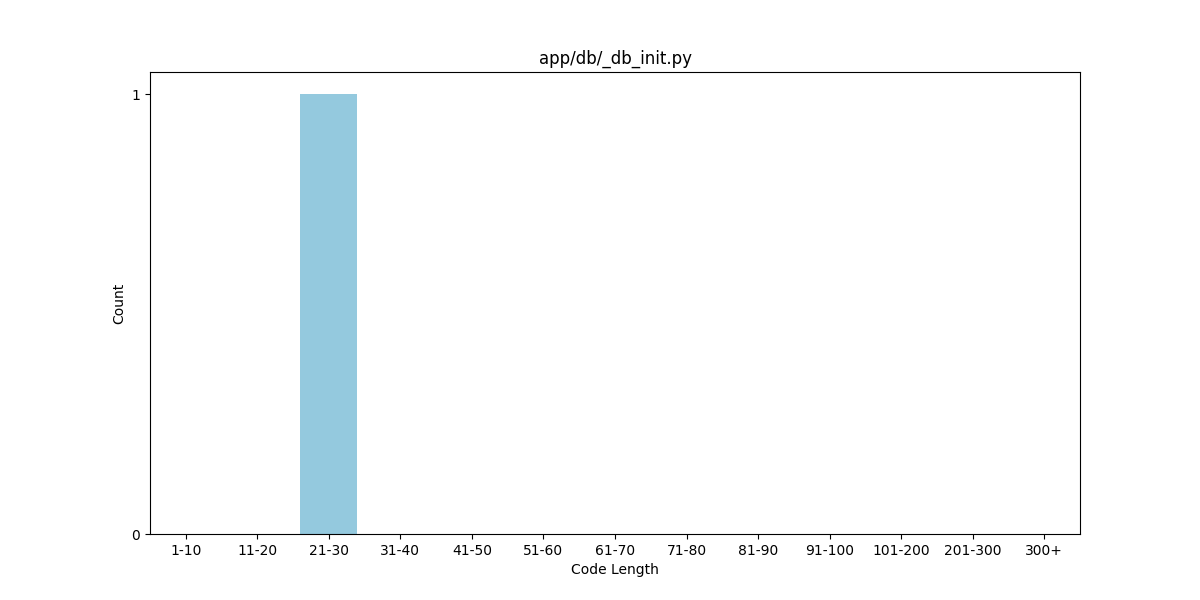 app/db/_db_init.py
1
Count
0
1-10 11-20 21-30 31-40 41-50 51-60 61-70 71-80 81-90 91-100 101-200 201-300 300+
Code Length